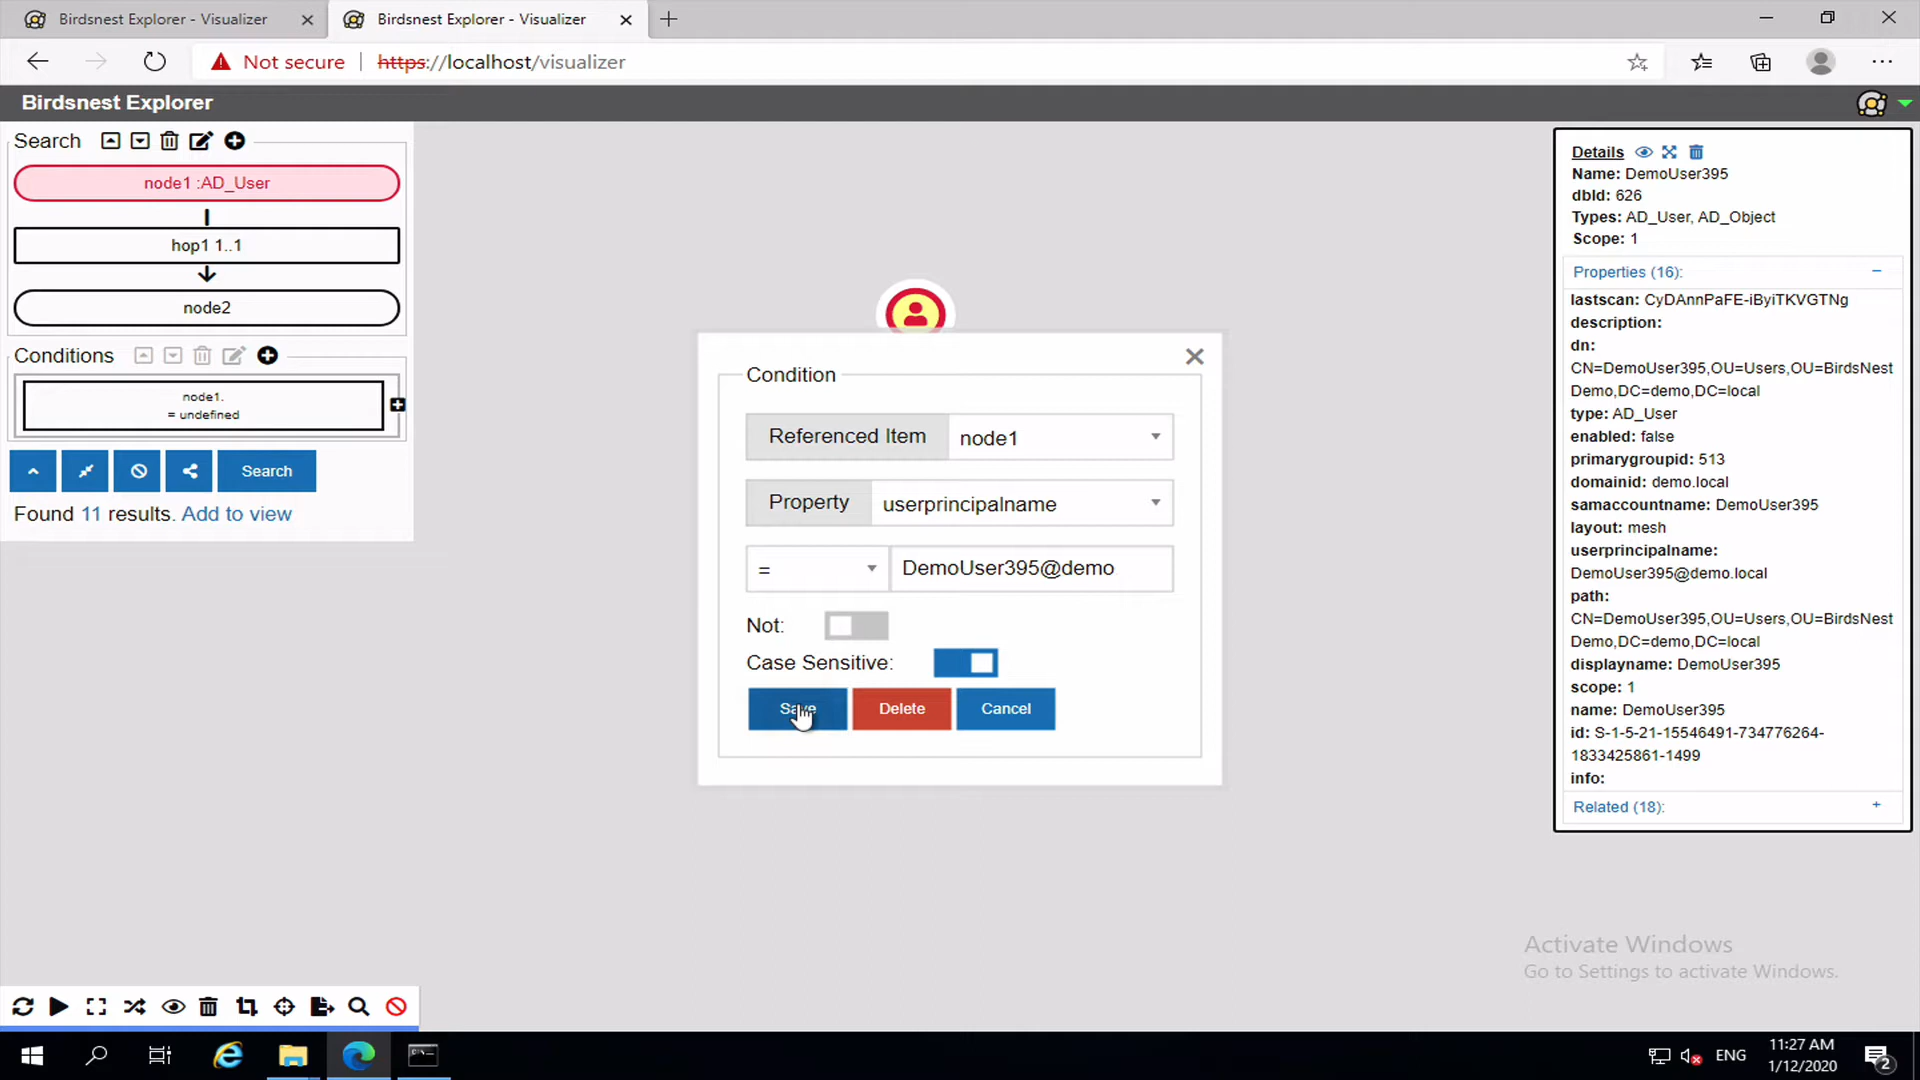 Birdsnest Explorer - Visualizer
Birdsnest Explorer - Visualizer
Not secure
https://localhost/visualizer
Birdsnest Explorer
Search
node1 :AD_User
hop1 1..1
node2
Conditions
node1.
= undefined
Search
Found 11 results. Add to view
Condition
Referenced Item
node1
Property
userprincipalname
=
DemoUser395@demo
Not:
Case Sensitive:
Save
Delete
Cancel
Details
Name: DemoUser395
dbId: 626
Types: AD_User, AD_Object
Scope: 1
Properties (16):
lastscan: CyDAnnPaFE-iByiTKVGTNg
description:
dn:
CN=DemoUser395,OU=Users,OU=BirdsNest
Demo,DC=demo,DC=local
type: AD_User
enabled: false
primarygroupid: 513
domainid: demo.local
samaccountname: DemoUser395
layout: mesh
userprincipalname:
DemoUser395@demo.local
path:
CN=DemoUser395,OU=Users,OU=BirdsNest
Demo,DC=demo,DC=local
displayname: DemoUser395
scope: 1
name: DemoUser395
id: S-1-5-21-15546491-734776264-
1833425861-1499
info:
Related (18):
Activate Windows
Go to Settings to activate Windows.
ENG
11:27 AM
1/12/2020
2